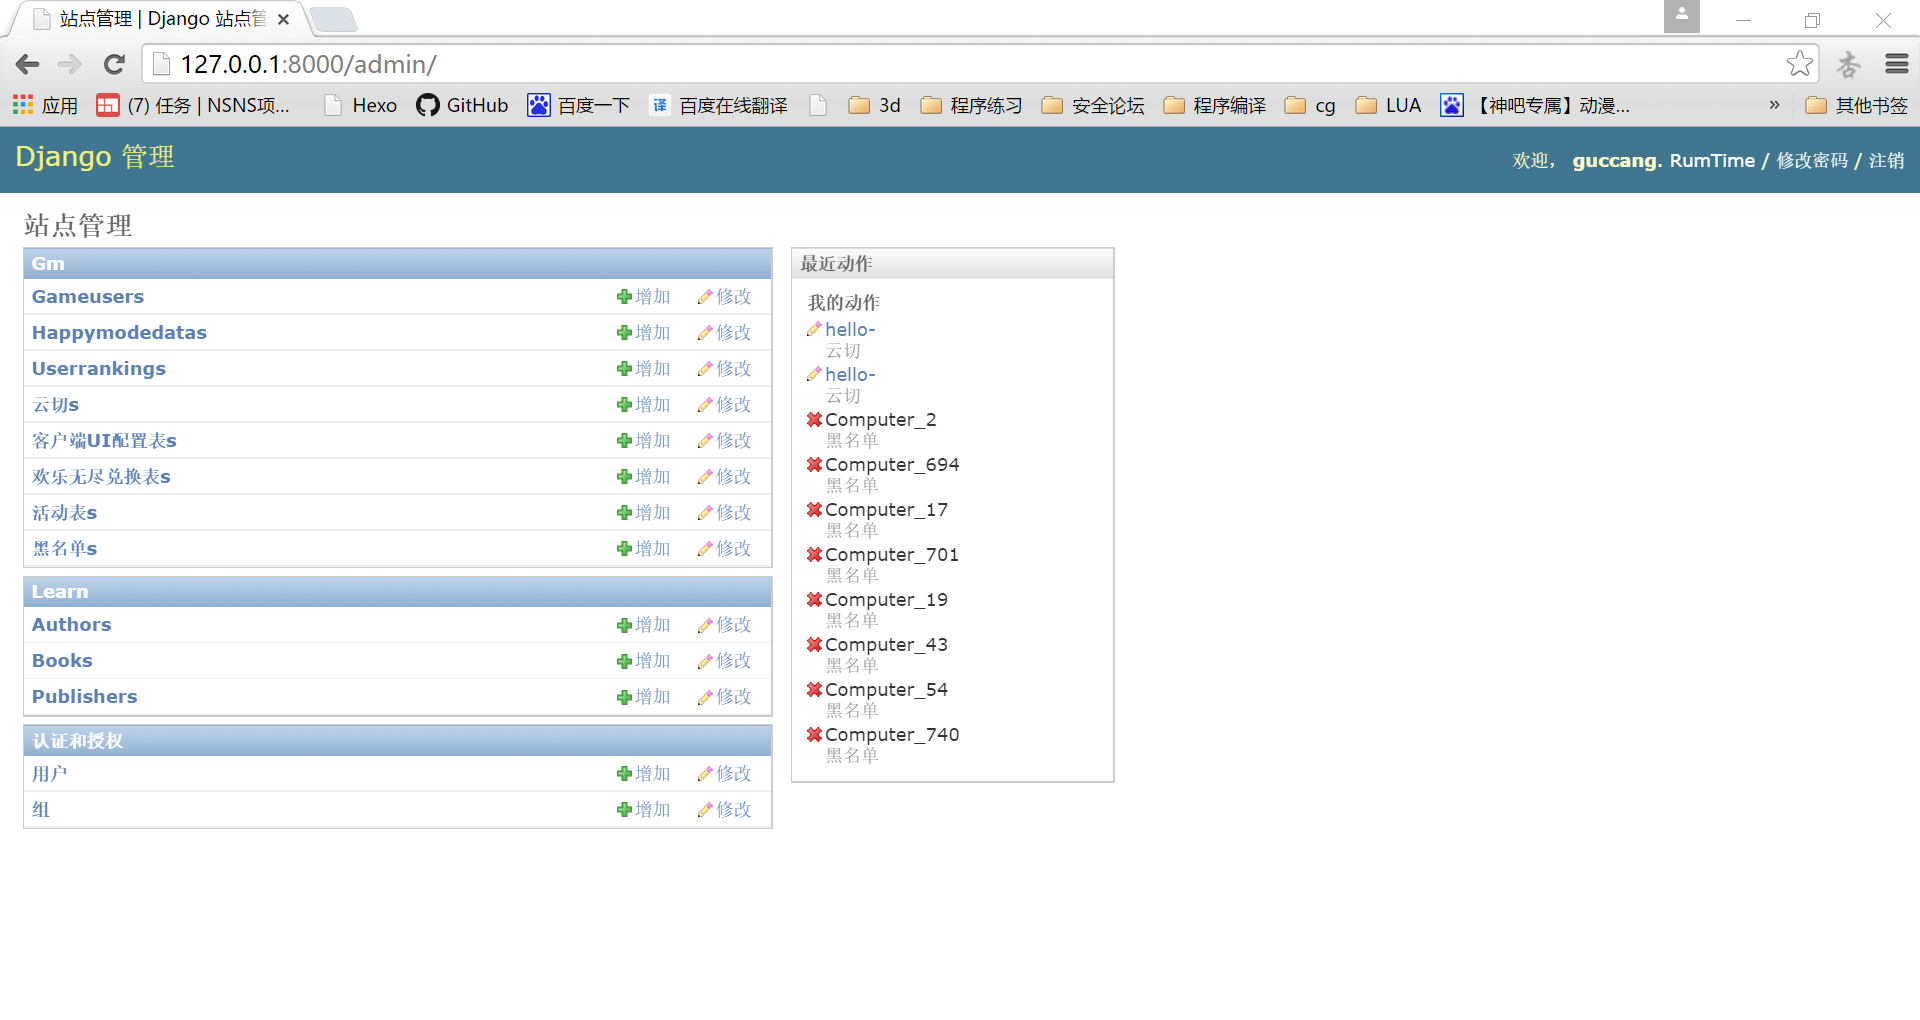 站点管理 | Django 站点管
127.0.0.1:8000/admin/
应用 (7) 任务 | NSNS项... Hexo GitHub 百度一下 译 百度在线翻译 3d 程序练习 安全论坛 程序编译 cg LUA 【神吧专属】动漫... » 其他书签
Django 管理
欢迎， guccang. RumTime / 修改密码 / 注销
站点管理
Gm
Gameusers 增加 修改
Happymodedatas 增加 修改
Userrankings 增加 修改
云切s 增加 修改
客户端UI配置表s 增加 修改
欢乐无尽兑换表s 增加 修改
活动表s 增加 修改
黑名单s 增加 修改
Learn
Authors 增加 修改
Books 增加 修改
Publishers 增加 修改
认证和授权
用户 增加 修改
组 增加 修改
最近动作
我的动作
hello-
云切
hello-
云切
Computer_2
黑名单
Computer_694
黑名单
Computer_17
黑名单
Computer_701
黑名单
Computer_19
黑名单
Computer_43
黑名单
Computer_54
黑名单
Computer_740
黑名单